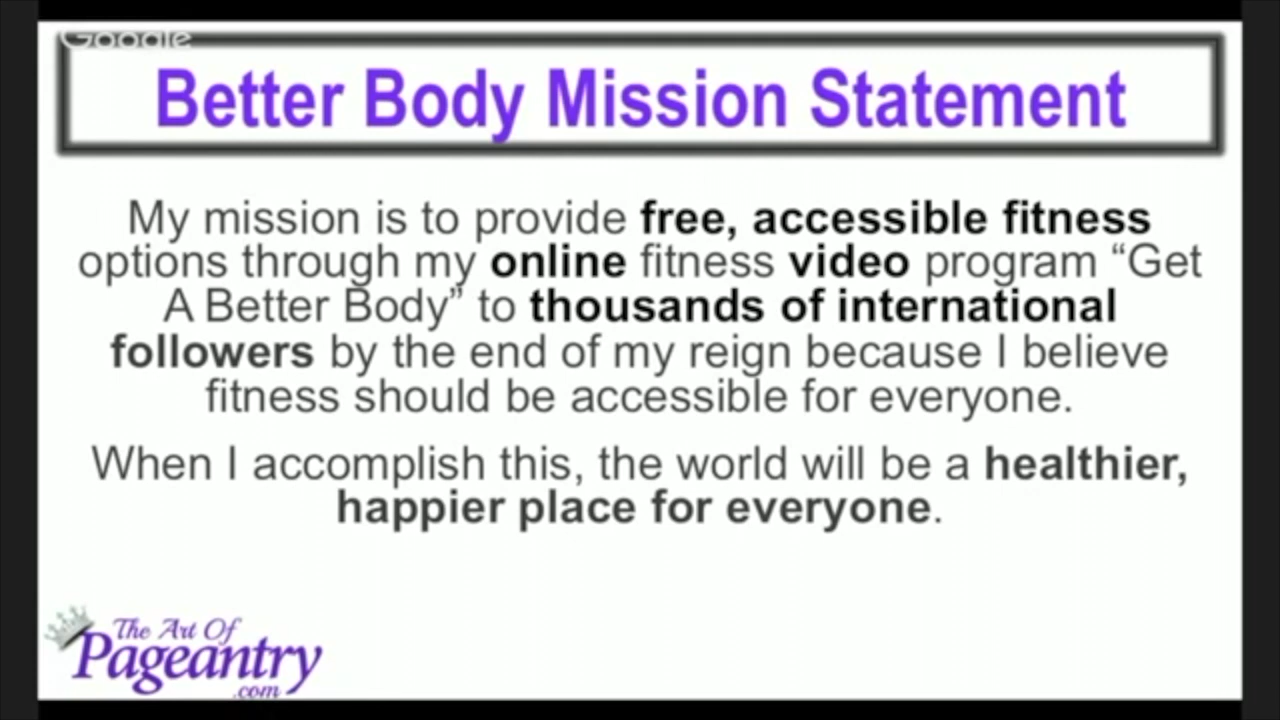 Google
Better Body Mission Statement
My mission is to provide free, accessible fitness
options through my online fitness video program “Get
A Better Body” to thousands of international
followers by the end of my reign because I believe
fitness should be accessible for everyone.
When I accomplish this, the world will be a healthier,
happier place for everyone.
The Art Of
Pageantry
.com